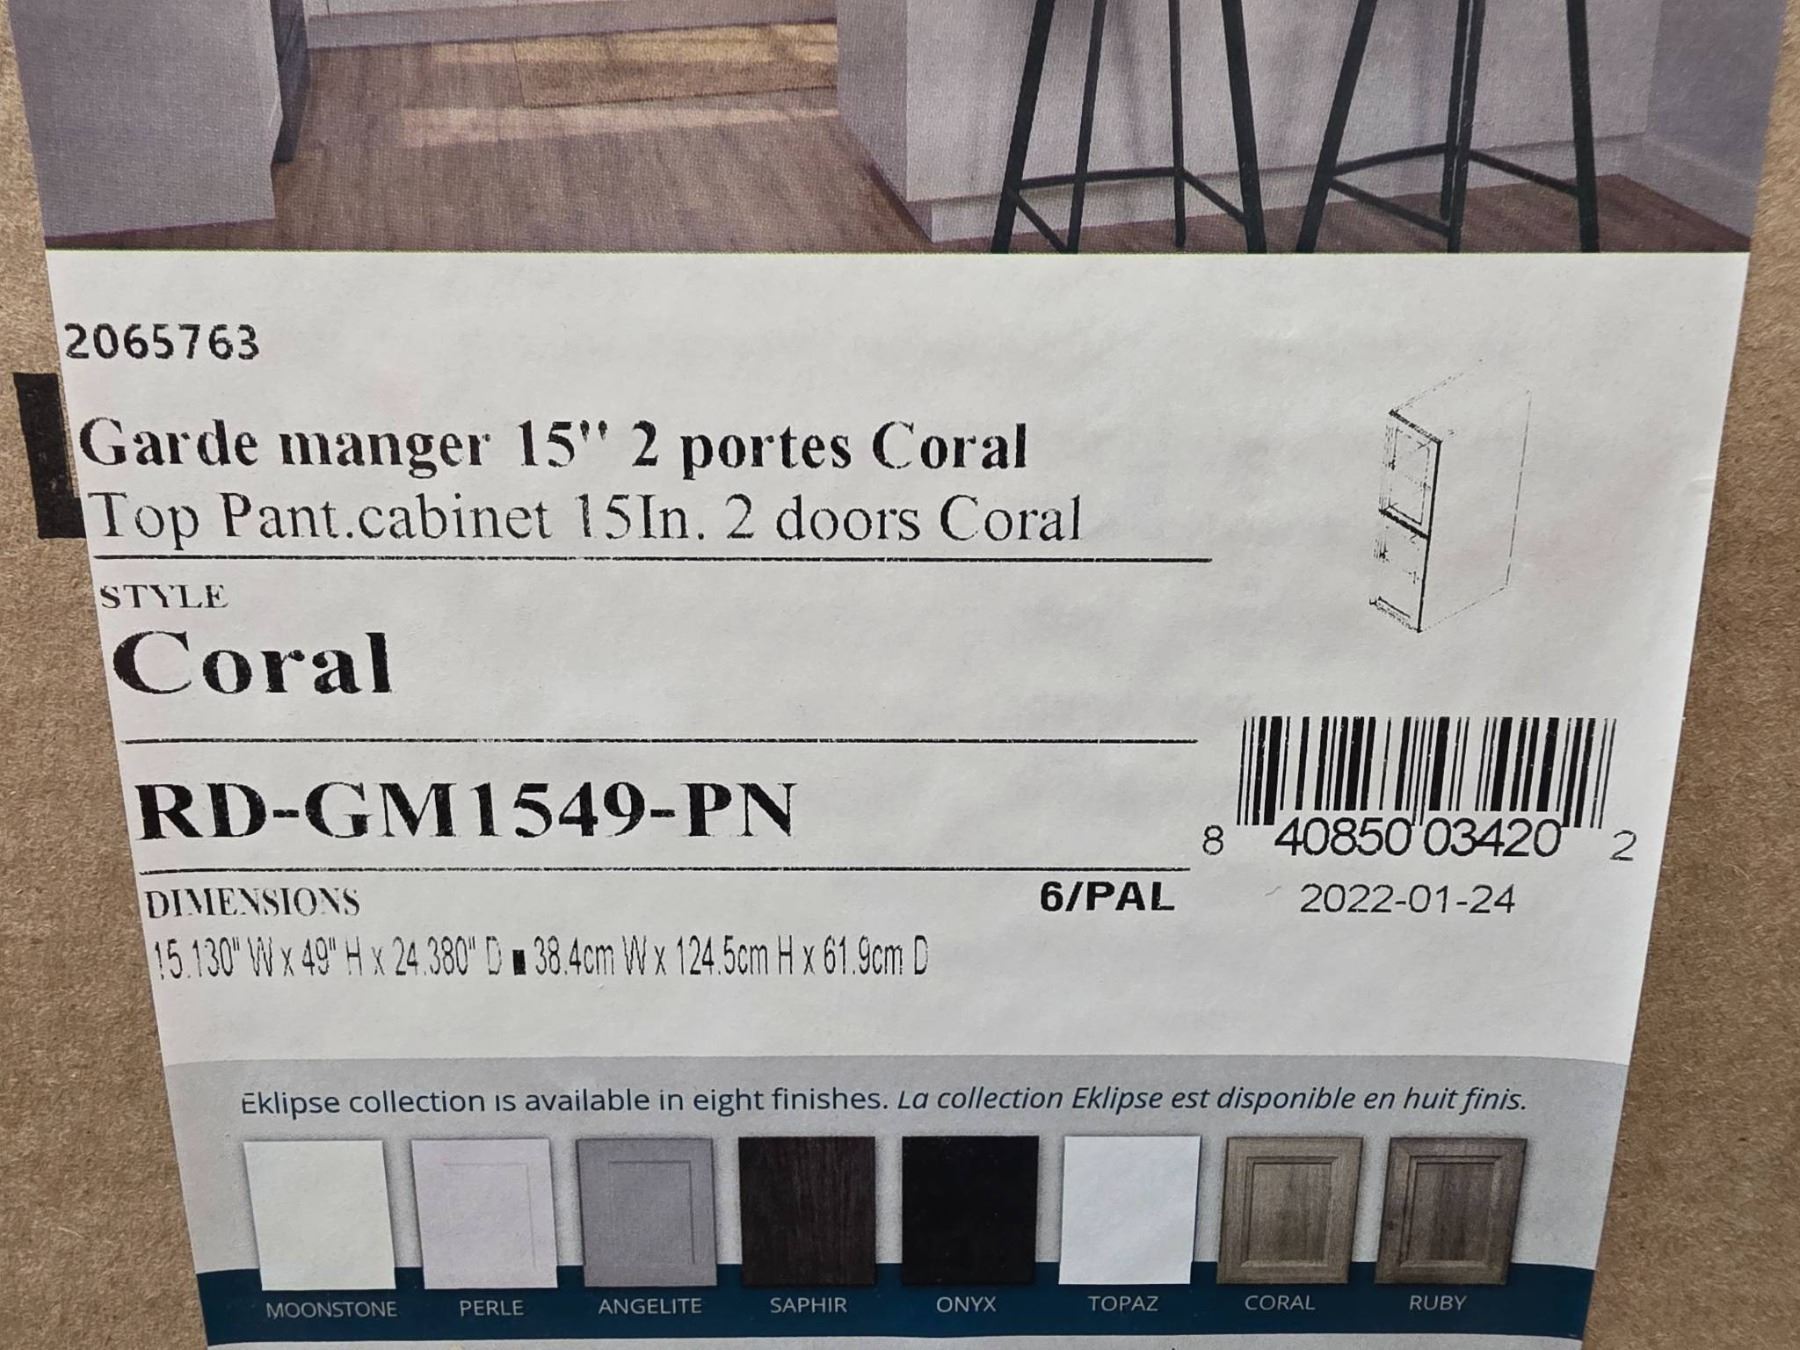 2065763
Garde manger 15'' 2 portes Coral
Top Pant.cabinet 15In. 2 doors Coral
STYLE
Coral
RD-GM1549-PN
8 40850 03420 2
DIMENSIONS
6/PAL
2022-01-24
15.130" W x 49" H x 24.380" D ■ 38.4cm W x 124.5cm H x 61.9cm D
Eklipse collection is available in eight finishes. La collection Eklipse est disponible en huit finis.
MOONSTONE PERLE ANGELITE SAPHIR ONYX TOPAZ CORAL RUBY